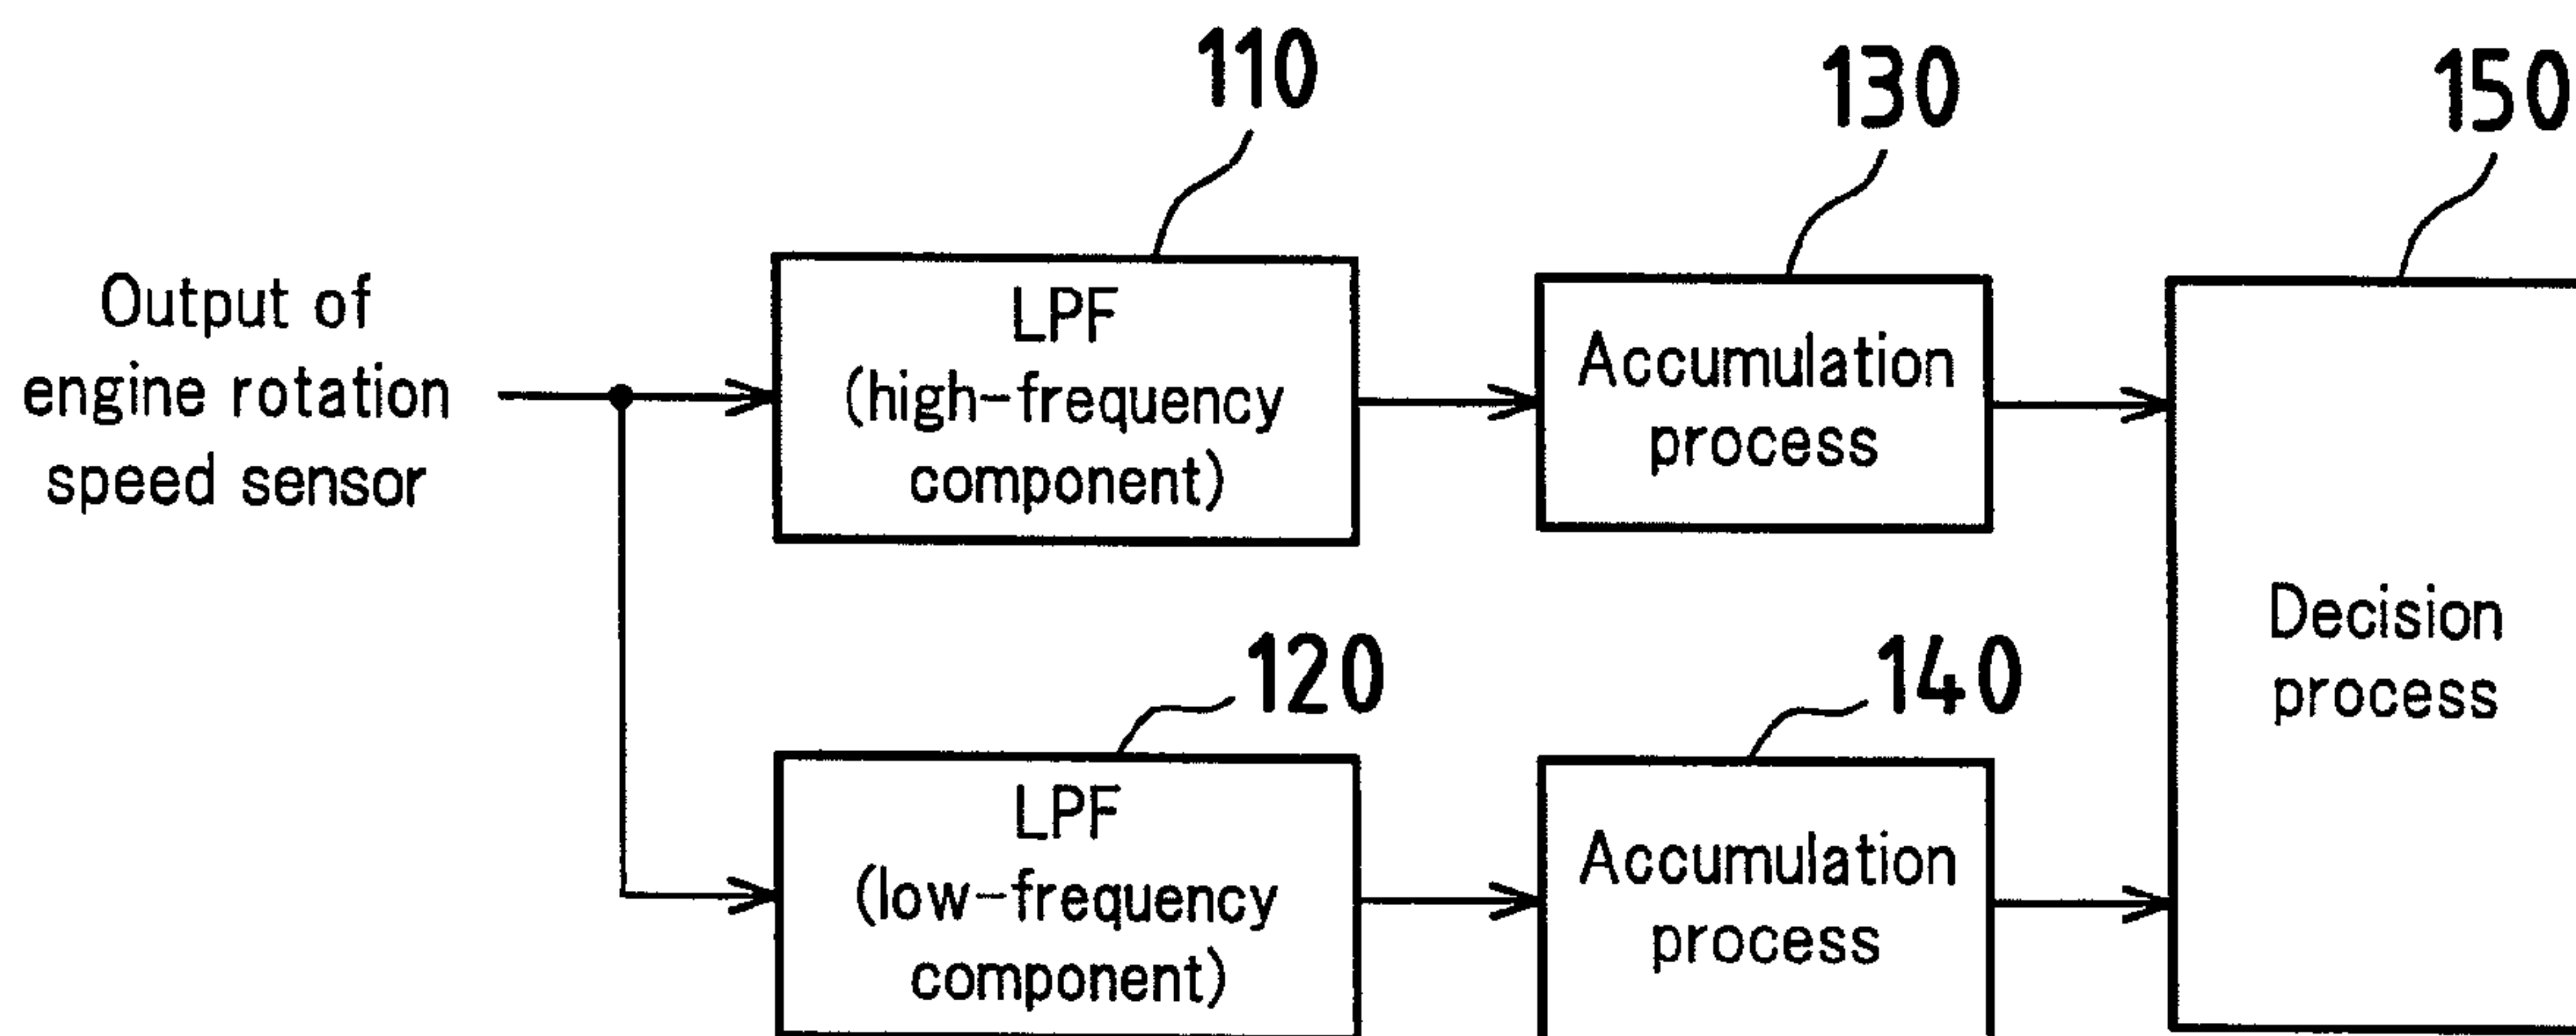 110
130
150
Output of
engine rotation
speed sensor
LPF
(high-frequency
component)
Accumulation
process
Decision
process
120
140
LPF
(low-frequency
component)
Accumulation
process